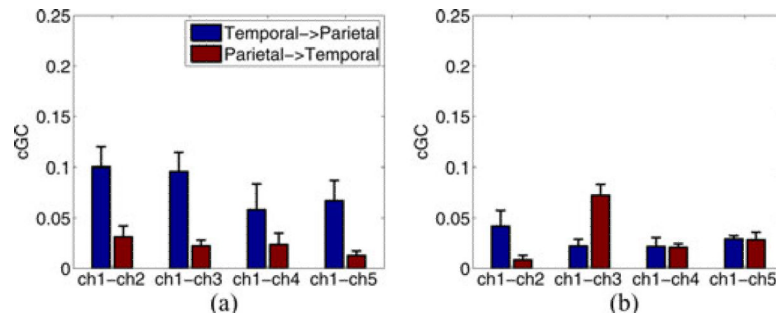 0.25
0.2
0.15
0.1
0.05
0
cGC
Temporal->Parietal
Parietal->Temporal
ch1-ch2 ch1-ch3 ch1-ch4 ch1-ch5
(a)
0.25
0.2
0.15
0.1
0.05
0
cGC
ch1-ch2 ch1-ch3 ch1-ch4 ch1-ch5
(b)